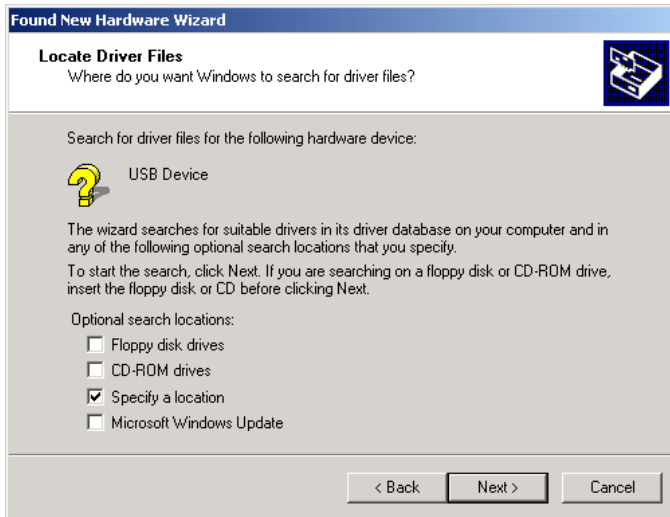 Found New Hardware Wizard
Locate Driver Files
Where do you want Windows to search for driver files?
Search for driver files for the following hardware device:
USB Device
The wizard searches for suitable drivers in its driver database on your computer and in
any of the following optional search locations that you specify.
To start the search, click Next. If you are searching on a floppy disk or CD-ROM drive,
insert the floppy disk or CD before clicking Next.
Optional search locations:
Floppy disk drives
CD-ROM drives
Specify a location
Microsoft Windows Update
< Back
Next >
Cancel